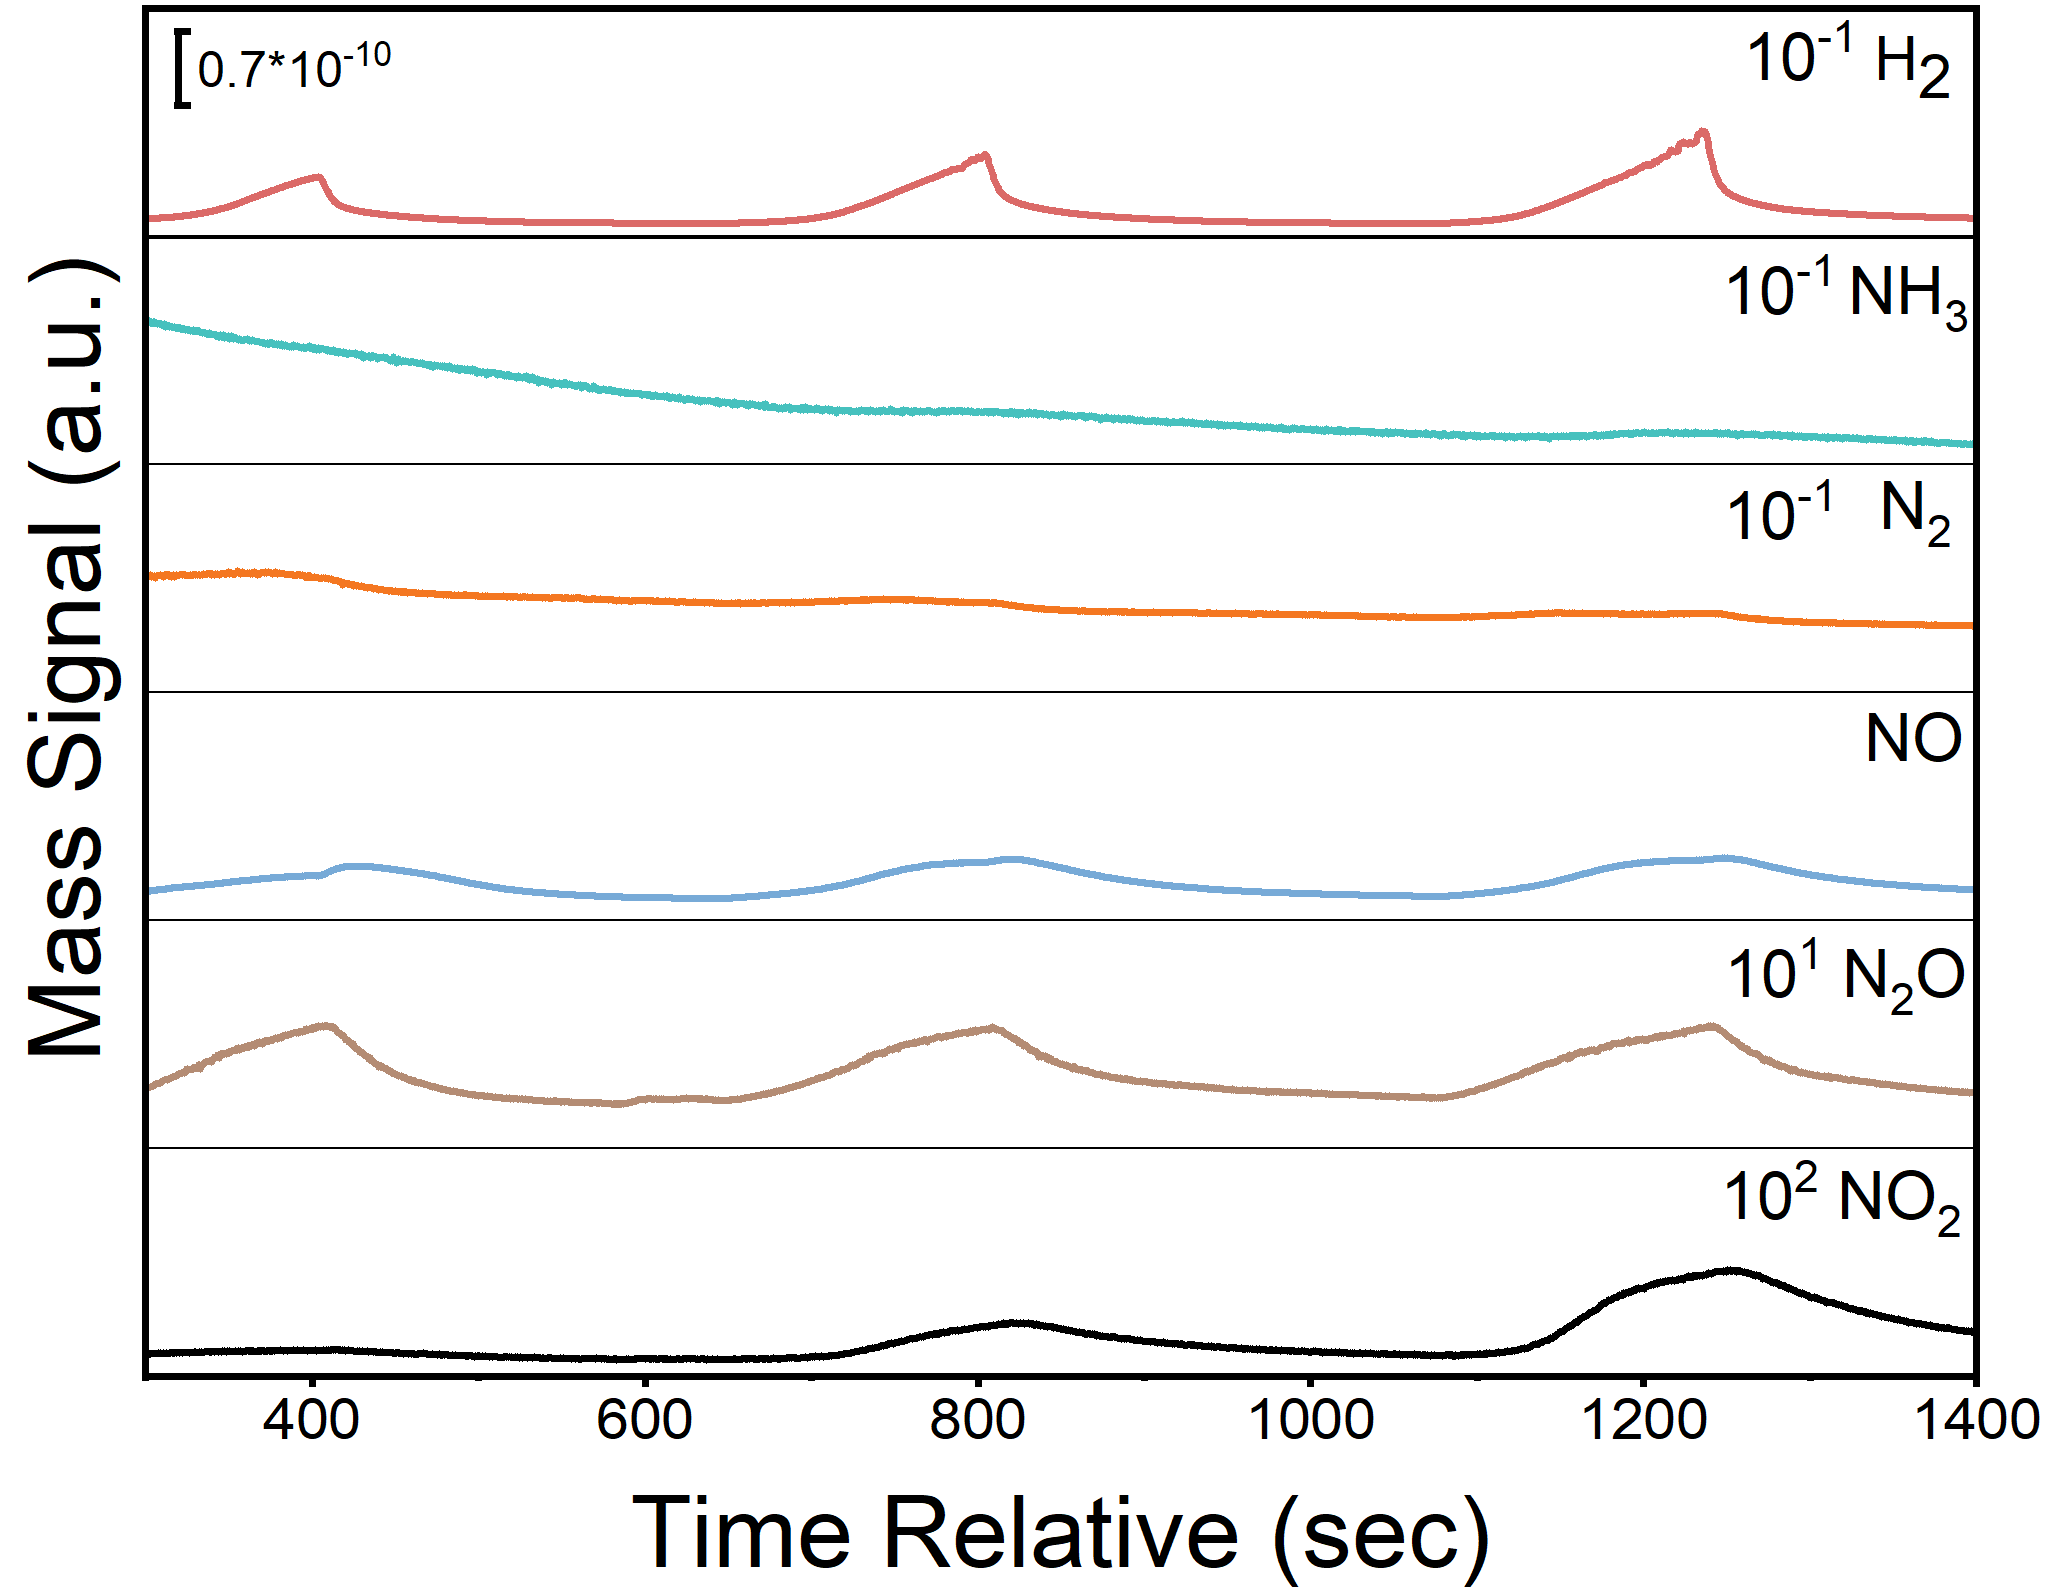 0.7*10⁻¹⁰
10⁻¹ H₂
10⁻¹ NH₃
10⁻¹ N₂
NO
10¹ N₂O
10² NO₂
Mass Signal (a.u.)
400 600 800 1000 1200 1400
Time Relative (sec)